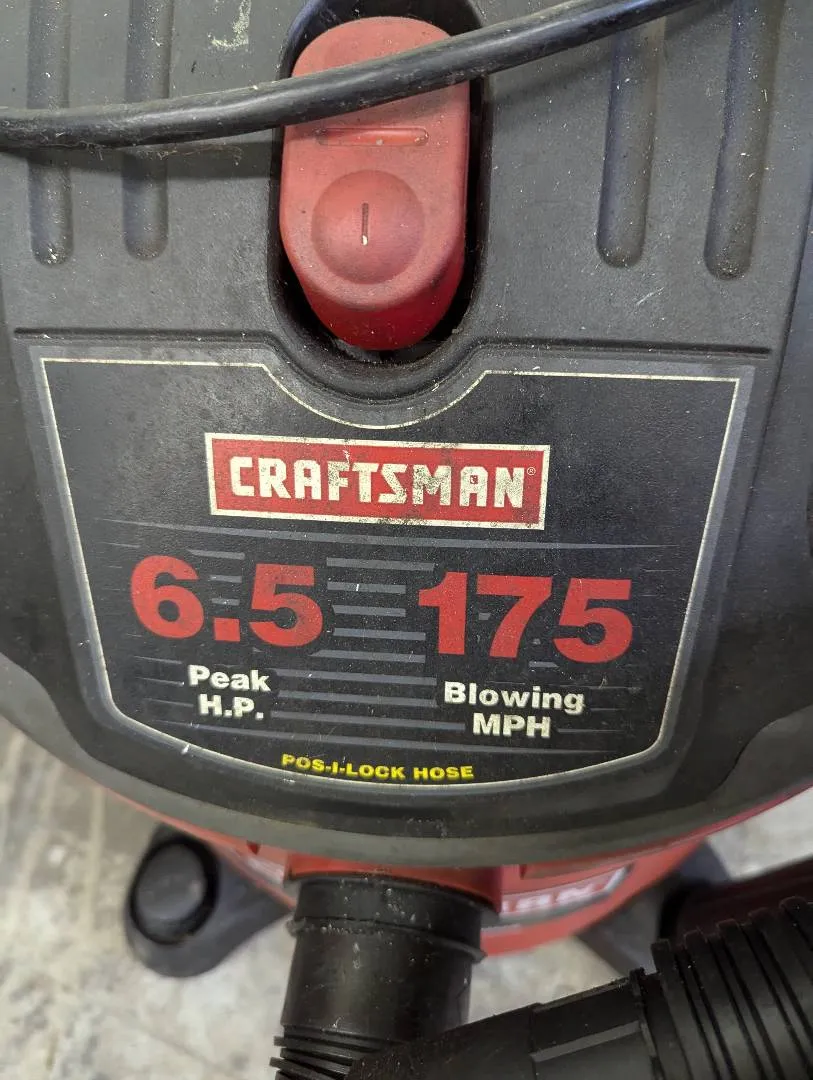 CRAFTSMAN®
6.5 175
Peak
H.P.
Blowing
MPH
POS-I-LOCK HOSE